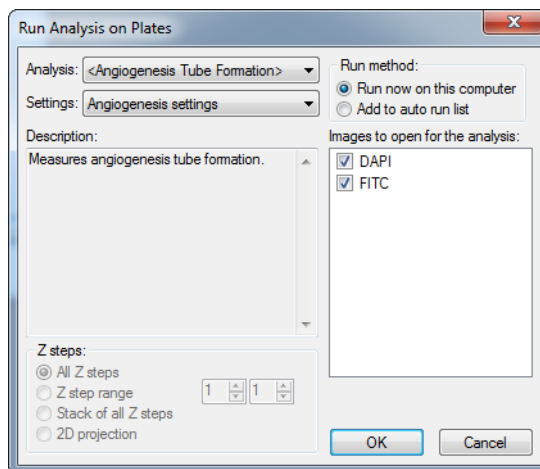 Run Analysis on Plates
Analysis: <Angiogenesis Tube Formation>
Settings: Angiogenesis settings
Description:
Measures angiogenesis tube formation.
Z steps:
All Z steps
Z step range 1 1
Stack of all Z steps
2D projection
Run method:
Run now on this computer
Add to auto run list
Images to open for the analysis:
DAPI
FITC
OK Cancel